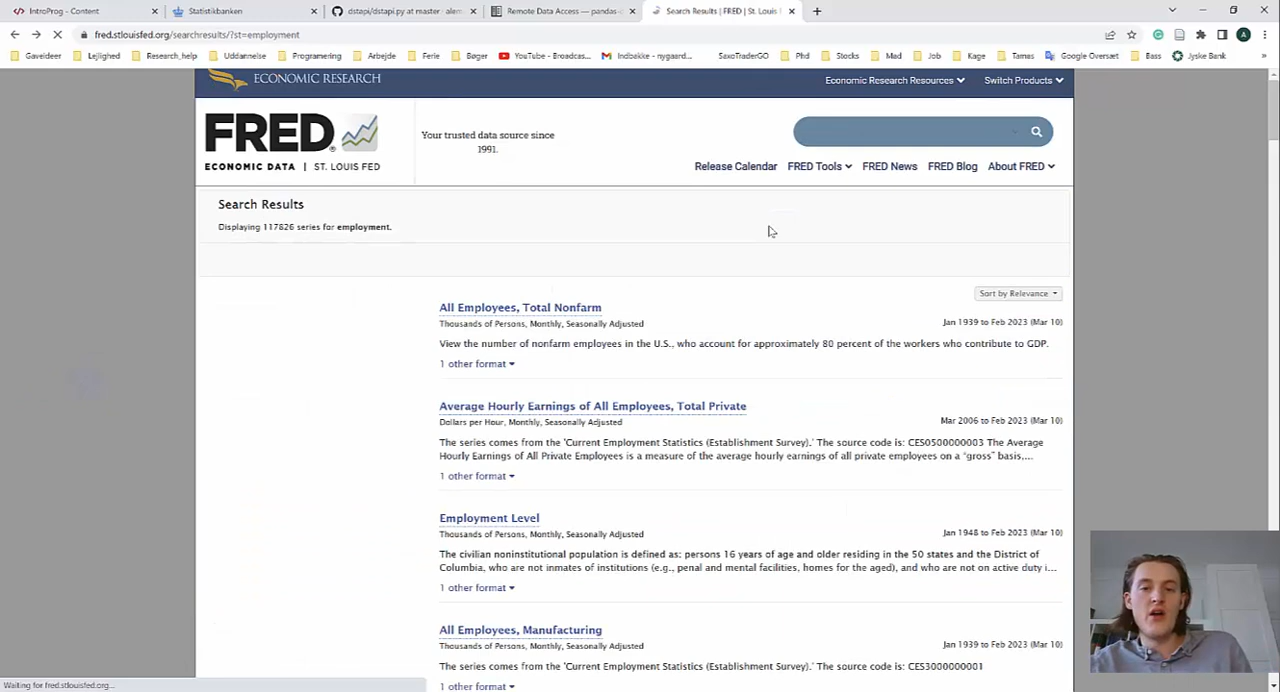 IntroProg - Content
Statistikbanken
dstapi/dstapi.py at master · alem
Remote Data Access — pandas-
Search Results | FRED | St. Louis
fred.stlouisfed.org/searchresults/?st=employment
A
Gaveideer
Lejlighed
Research_help
Uddannelse
Programering
Arbejde
Ferie
Bøger
YouTube - Broadcas...
Indbakke - nygaard...
SaxoTraderGO
Phd
Stocks
Mad
Job
Kage
Tamas
Google Oversæt
Bass
Jyske Bank
»
ECONOMIC RESEARCH
Economic Research Resources
Switch Products
FRED
ECONOMIC DATA | ST. LOUIS FED
Your trusted data source since
1991.
Release Calendar
FRED Tools
FRED News
FRED Blog
About FRED
Search Results
Displaying 117826 series for employment.
Sort by Relevance
All Employees, Total Nonfarm
Thousands of Persons, Monthly, Seasonally Adjusted
Jan 1939 to Feb 2023 (Mar 10)
View the number of nonfarm employees in the U.S., who account for approximately 80 percent of the workers who contribute to GDP.
1 other format
Average Hourly Earnings of All Employees, Total Private
Dollars per Hour, Monthly, Seasonally Adjusted
Mar 2006 to Feb 2023 (Mar 10)
The series comes from the 'Current Employment Statistics (Establishment Survey).' The source code is: CES0500000003 The Average
Hourly Earnings of All Private Employees is a measure of the average hourly earnings of all private employees on a "gross" basis,...
1 other format
Employment Level
Thousands of Persons, Monthly, Seasonally Adjusted
Jan 1948 to Feb 2023 (Mar 10)
The civilian noninstitutional population is defined as: persons 16 years of age and older residing in the 50 states and the District of
Columbia, who are not inmates of institutions (e.g., penal and mental facilities, homes for the aged), and who are not on active duty i...
1 other format
All Employees, Manufacturing
Thousands of Persons, Monthly, Seasonally Adjusted
Jan 1939 to Feb 2023 (Mar 10)
The series comes from the 'Current Employment Statistics (Establishment Survey).' The source code is: CES3000000001
1 other format
Waiting for fred.stlouisfed.org...